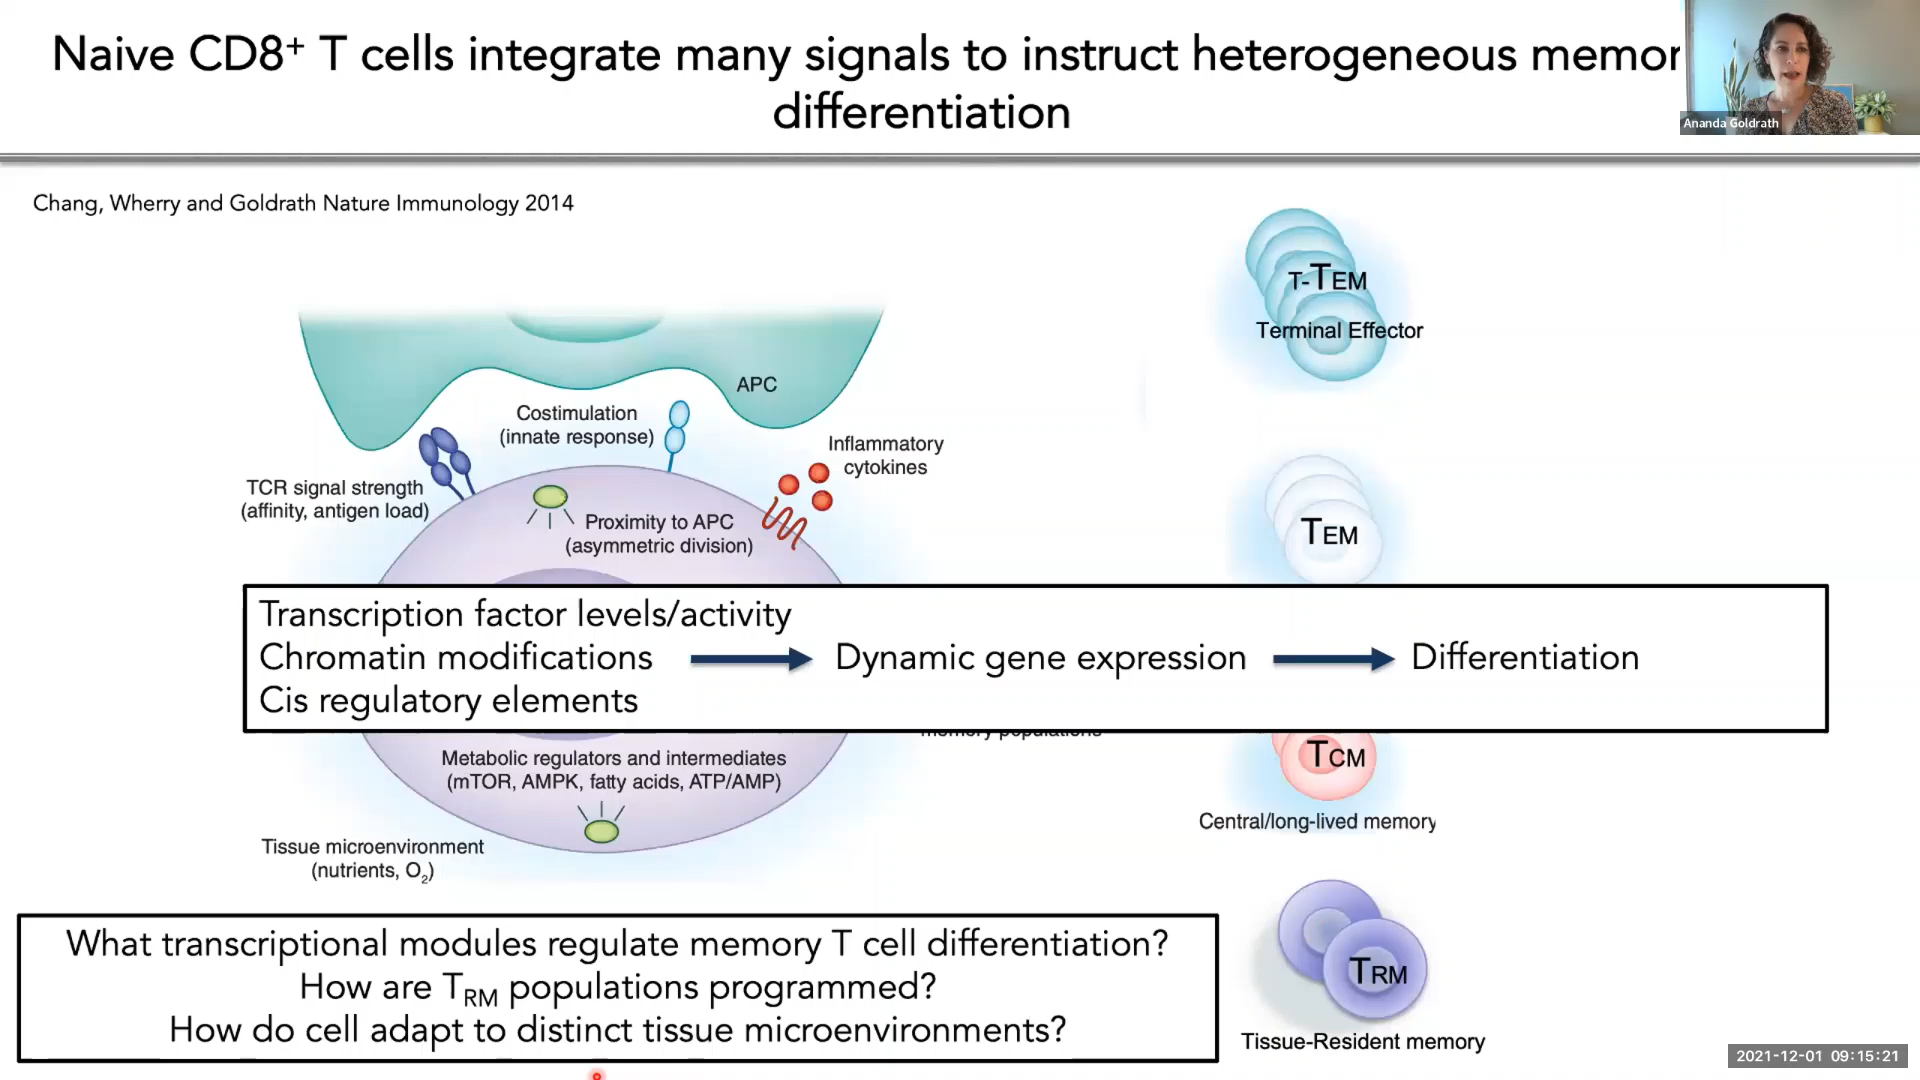 Naive CD8+ T cells integrate many signals to instruct heterogeneous memor
differentiation
Ananda Goldrath
Chang, Wherry and Goldrath Nature Immunology 2014
T-TEM
Terminal Effector
APC
Costimulation
(innate response)
Inflammatory
cytokines
TCR signal strength
(affinity, antigen load)
Proximity to APC
(asymmetric division)
TEM
Transcription factor levels/activity
Chromatin modifications
Dynamic gene expression
Differentiation
Cis regulatory elements
memory populations
Metabolic regulators and intermediates
(mTOR, AMPK, fatty acids, ATP/AMP)
TCM
Central/long-lived memory
Tissue microenvironment
(nutrients, O2)
What transcriptional modules regulate memory T cell differentiation?
How are TRM populations programmed?
How do cell adapt to distinct tissue microenvironments?
TRM
Tissue-Resident memory
2021-12-01 09:15:21